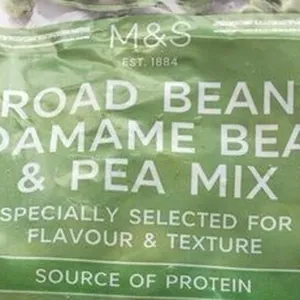 M&S
EST. 1884
ROAD BEAN
DAMAME BEA
& PEA MIX
SPECIALLY SELECTED FOR
FLAVOUR & TEXTURE
SOURCE OF PROTEIN